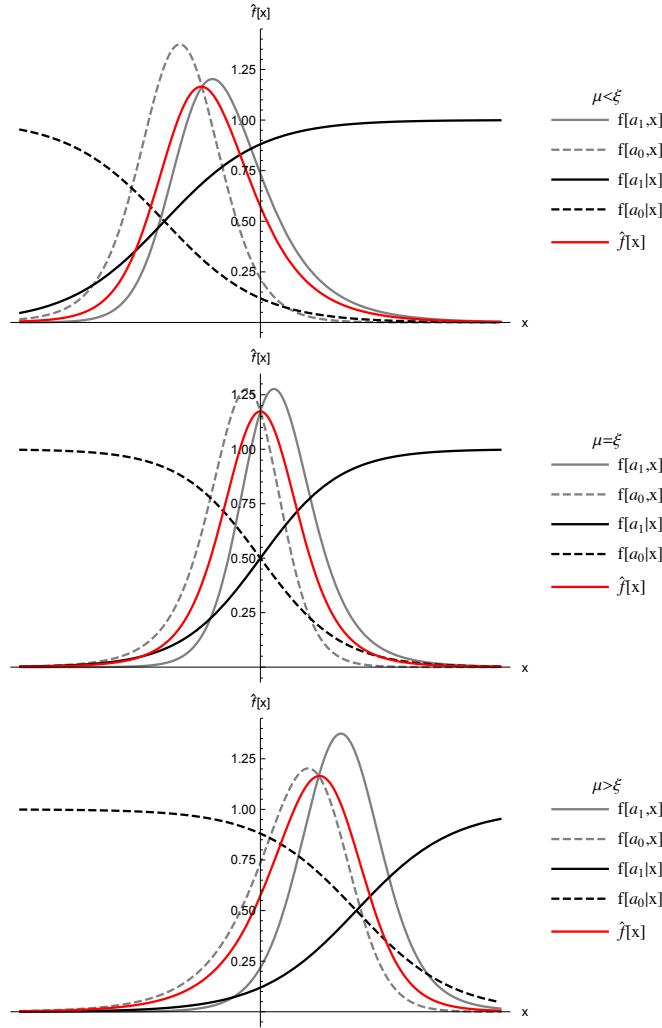 f̂[x]
1.25
1.00
0.75
0.50
0.25
x
μ<ξ
f[a₁,x]
f[a₀,x]
f[a₁|x]
f[a₀|x]
f̂[x]
f̂[x]
1.25
1.00
0.75
0.50
0.25
x
μ=ξ
f[a₁,x]
f[a₀,x]
f[a₁|x]
f[a₀|x]
f̂[x]
f̂[x]
1.25
1.00
0.75
0.50
0.25
x
μ>ξ
f[a₁,x]
f[a₀,x]
f[a₁|x]
f[a₀|x]
f̂[x]